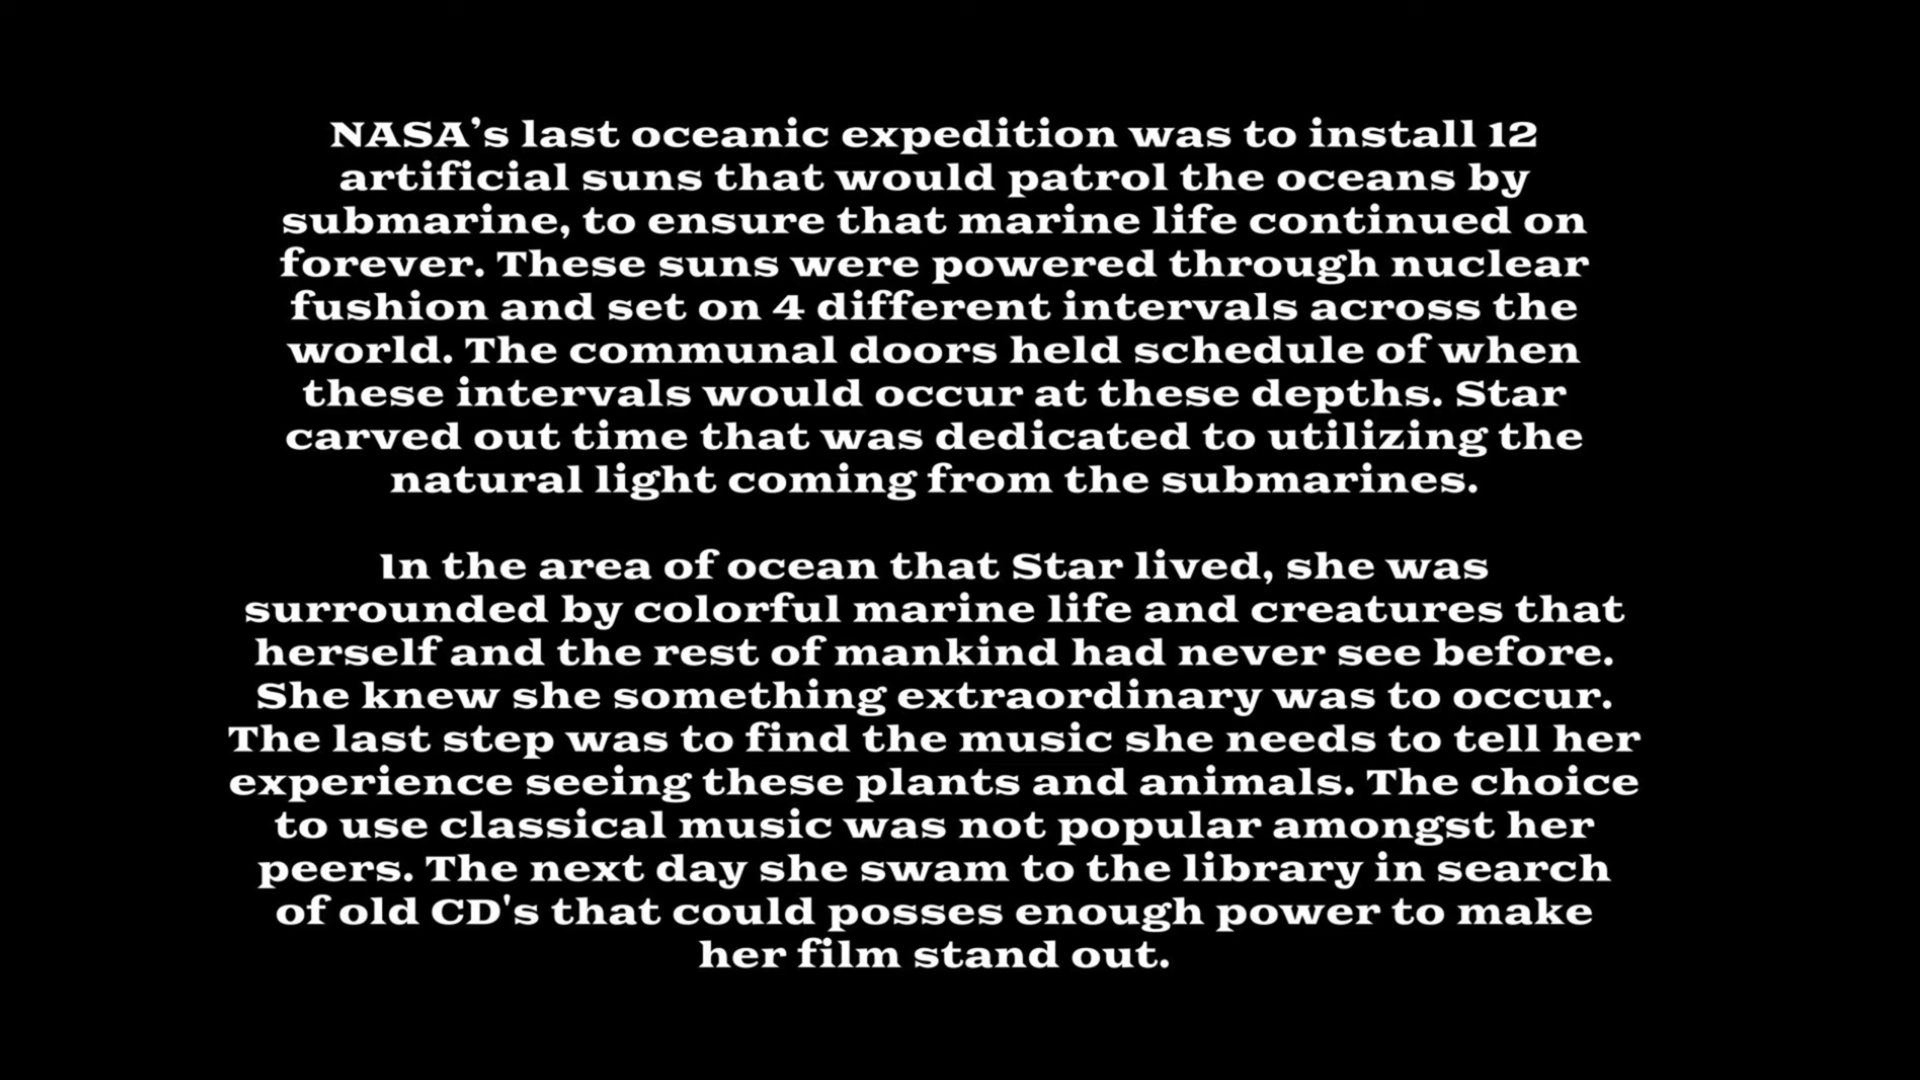 NASA’s last oceanic expedition was to install 12
artificial suns that would patrol the oceans by
submarine, to ensure that marine life continued on
forever. These suns were powered through nuclear
fushion and set on 4 different intervals across the
world. The communal doors held schedule of when
these intervals would occur at these depths. Star
carved out time that was dedicated to utilizing the
natural light coming from the submarines.
In the area of ocean that Star lived, she was
surrounded by colorful marine life and creatures that
herself and the rest of mankind had never see before.
She knew she something extraordinary was to occur.
The last step was to find the music she needs to tell her
experience seeing these plants and animals. The choice
to use classical music was not popular amongst her
peers. The next day she swam to the library in search
of old CD's that could posses enough power to make
her film stand out.